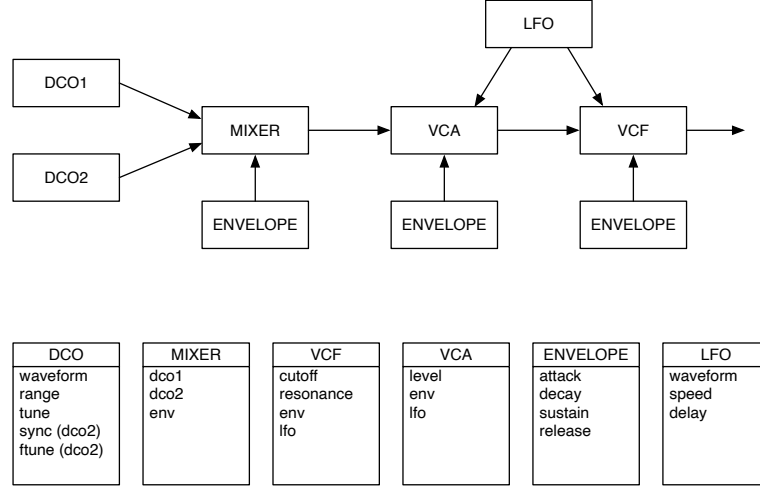 LFO
DCO1
MIXER
VCA
VCF
DCO2
ENVELOPE
ENVELOPE
ENVELOPE
DCO
waveform
range
tune
sync (dco2)
ftune (dco2)
MIXER
dco1
dco2
env
VCF
cutoff
resonance
env
lfo
VCA
level
env
lfo
ENVELOPE
attack
decay
sustain
release
LFO
waveform
speed
delay